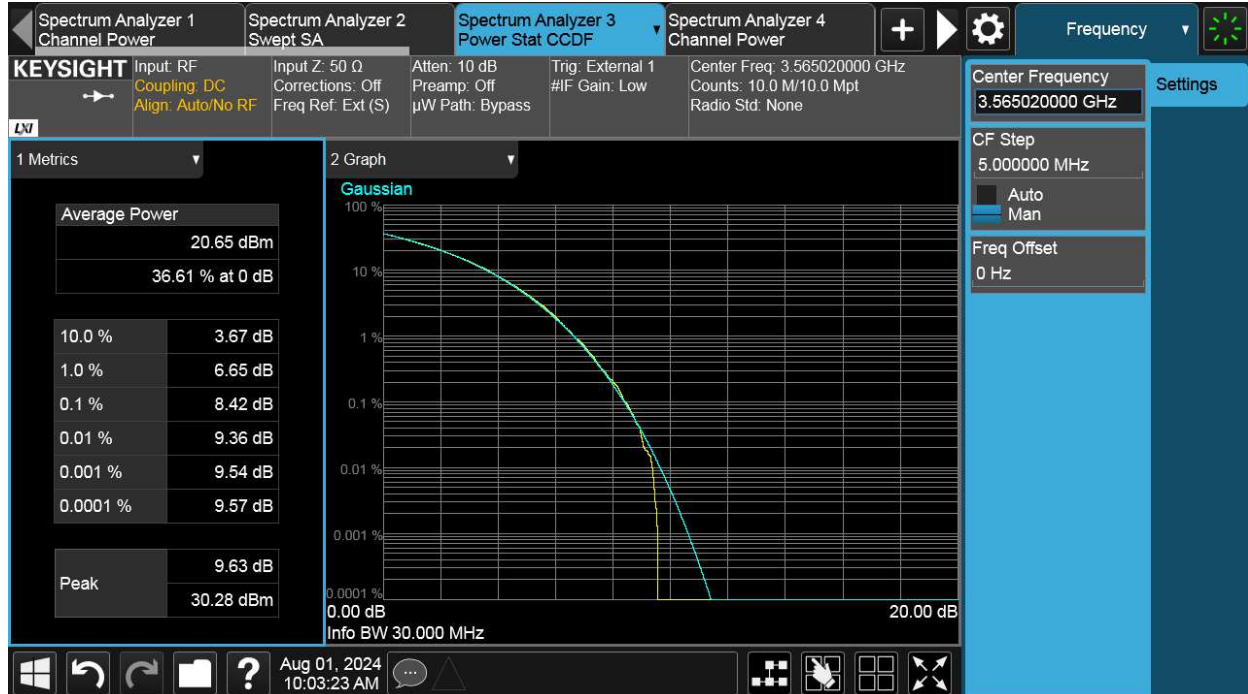 Spectrum Analyzer 1
Channel Power
Spectrum Analyzer 2
Swept SA
Spectrum Analyzer 3
Power Stat CCDF
Spectrum Analyzer 4
Channel Power
+
Frequency
KEYSIGHT
LXI
Input: RF
Coupling: DC
Align: Auto/No RF
Input Z: 50 Ω
Corrections: Off
Freq Ref: Ext (S)
Atten: 10 dB
Preamp: Off
µW Path: Bypass
Trig: External 1
#IF Gain: Low
Center Freq: 3.565020000 GHz
Counts: 10.0 M/10.0 Mpt
Radio Std: None
Center Frequency
3.565020000 GHz
Settings
CF Step
5.000000 MHz
Auto
Man
Freq Offset
0 Hz
1 Metrics
Average Power
20.65 dBm
36.61 % at 0 dB
10.0 % 3.67 dB
1.0 % 6.65 dB
0.1 % 8.42 dB
0.01 % 9.36 dB
0.001 % 9.54 dB
0.0001 % 9.57 dB
Peak
9.63 dB
30.28 dBm
2 Graph
Gaussian
100 %
10 %
1 %
0.1 %
0.01 %
0.001 %
0.0001 %
0.00 dB 20.00 dB
Info BW 30.000 MHz
?
Aug 01, 2024
10:03:23 AM